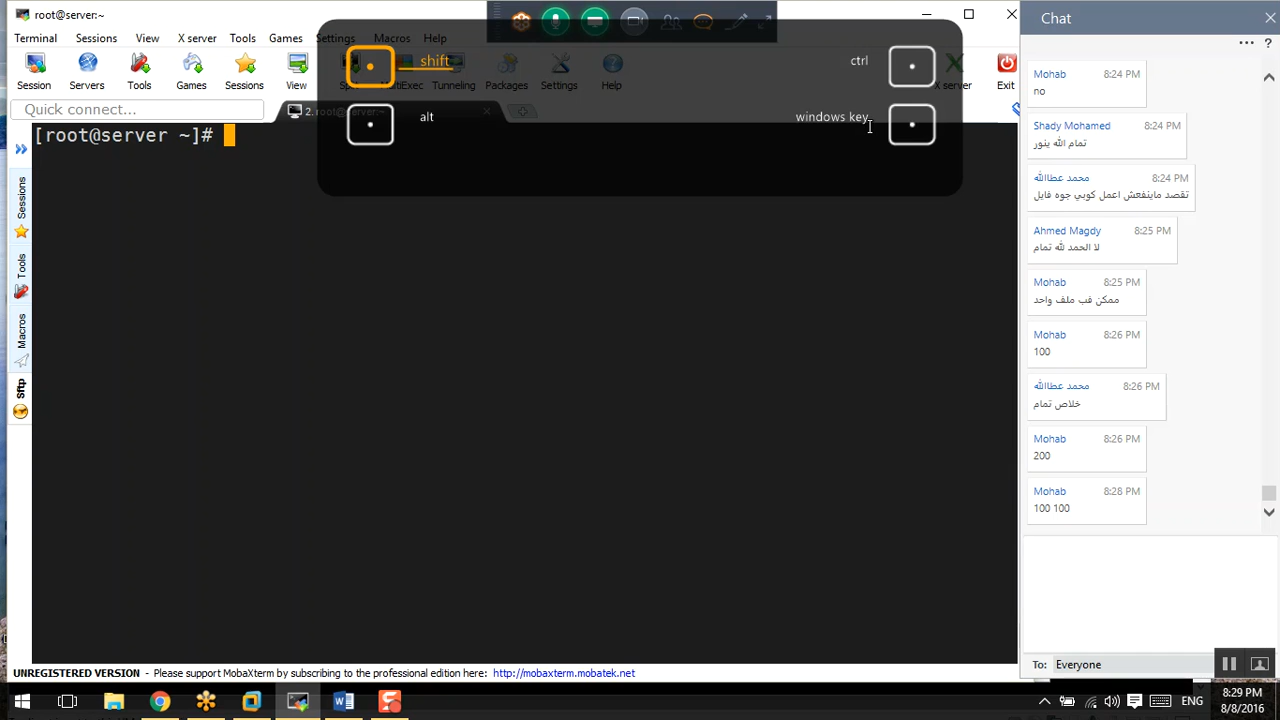 root@server:~
Terminal Sessions View X server Tools Games Settings Macros Help
Session Servers Tools Games Sessions View Split MultiExec Tunneling Packages Settings Help X server Exit
Quick connect...
2. root@server:~
shift
ctrl
alt
windows key
[root@server ~]#
Sessions
Tools
Macros
Sftp
Chat
?
Mohab 8:24 PM
no
Shady Mohamed 8:24 PM
تمام الله ينور
محمد عطاالله 8:24 PM
تقصد ماينفعش اعمل كوبي جوه فايل
Ahmed Magdy 8:25 PM
لا الحمد لله تمام
Mohab 8:25 PM
ممكن فب ملف واحد
Mohab 8:26 PM
100
محمد عطاالله 8:26 PM
خلاص تمام
Mohab 8:26 PM
200
Mohab 8:28 PM
100 100
To: Everyone
UNREGISTERED VERSION - Please support MobaXterm by subscribing to the professional edition here: http://mobaxterm.mobatek.net
ENG
8:29 PM
8/8/2016